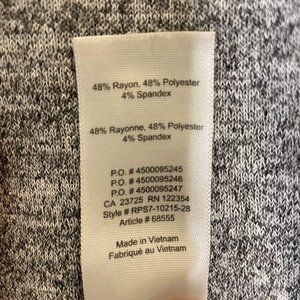 48% Rayon, 48% Polyester
4% Spandex
48% Rayonne, 48% Polyester
4% Spandex
P.O. # 4500095245
P.O. # 4500095246
P.O. # 4500095247
CA 23725 RN 122354
Style # RPS7-10215-28
Article # 68555
Made in Vietnam
Fabriqué au Vietnam